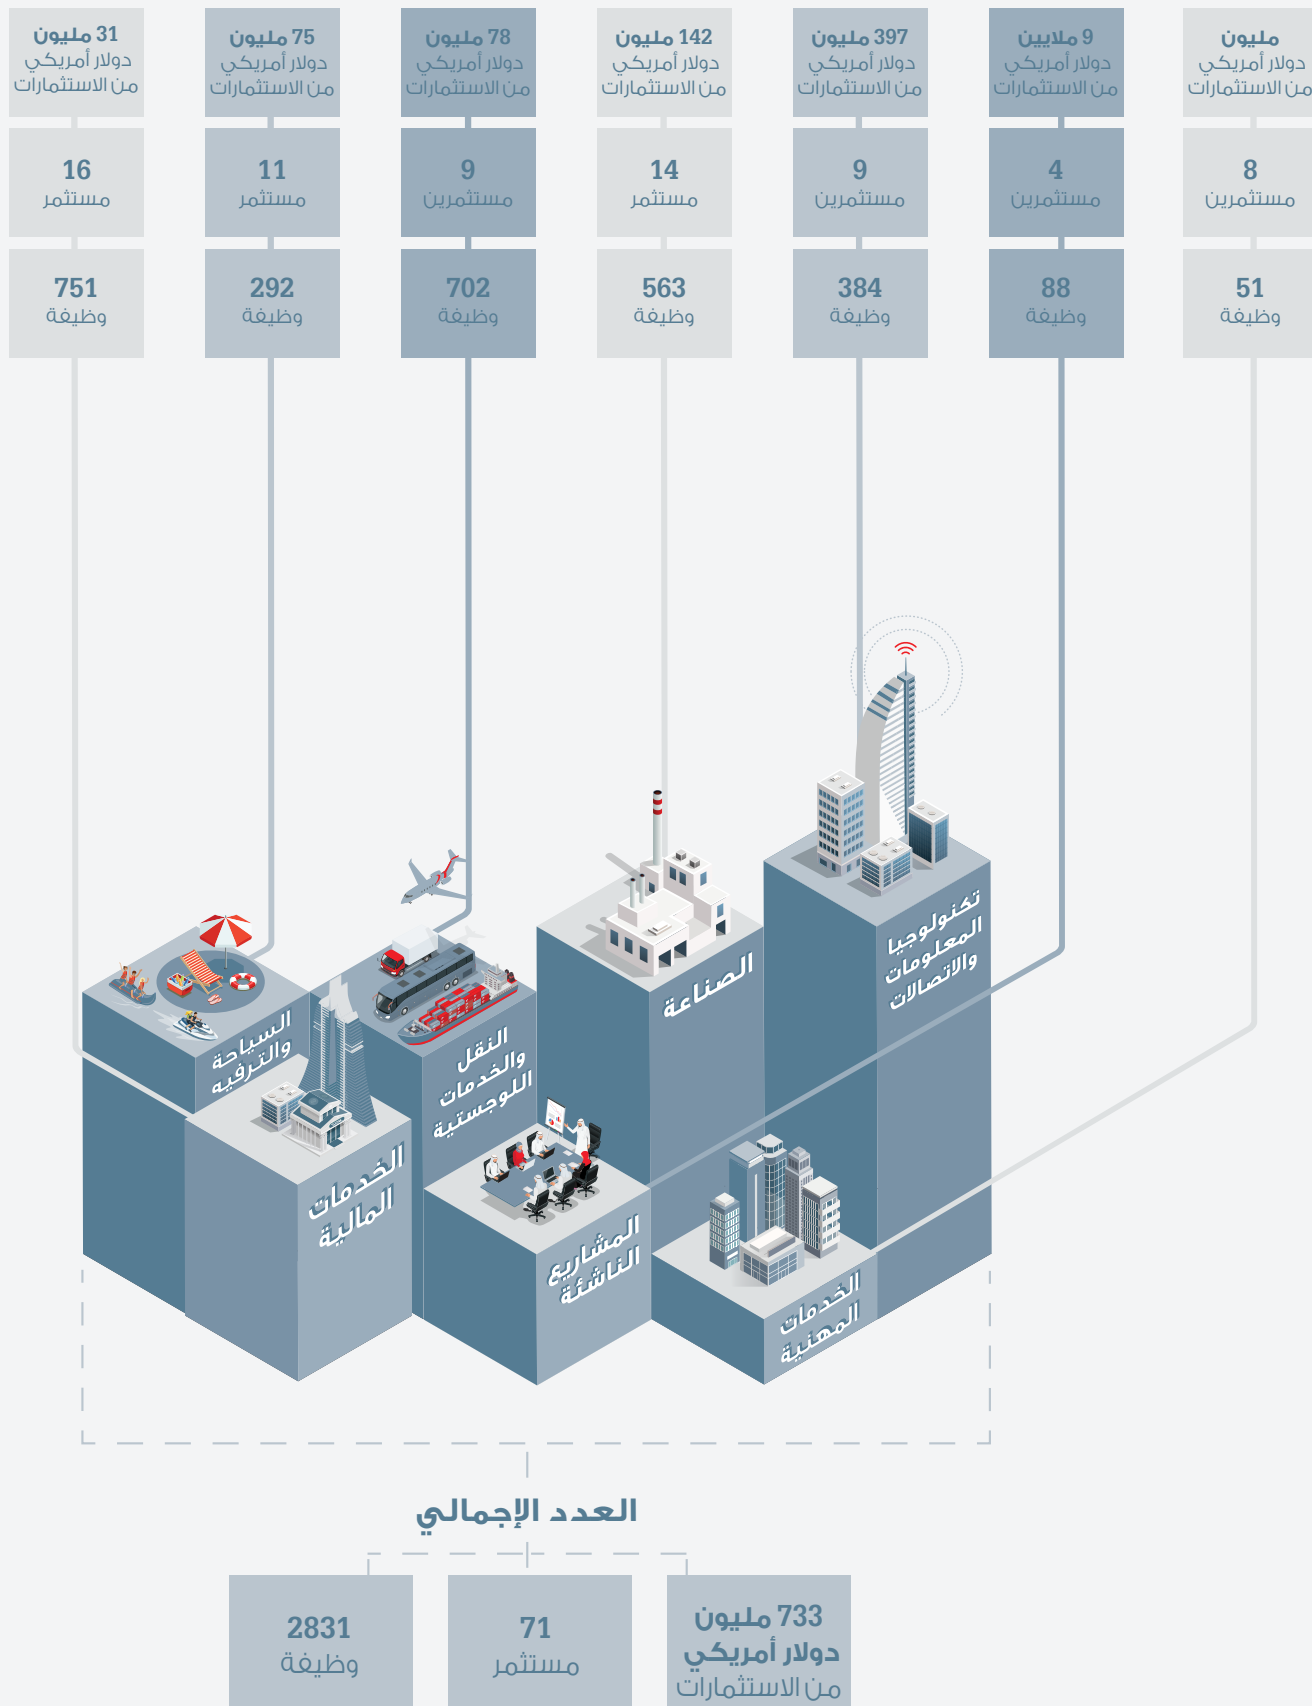 مليون
دولار أمريكي
من الاستثمارات
8
مستثمرين
51
وظيفة
9 ملايين
دولار أمريكي
من الاستثمارات
4
مستثمرين
88
وظيفة
397 مليون
دولار أمريكي
من الاستثمارات
9
مستثمرين
384
وظيفة
142 مليون
دولار أمريكي
من الاستثمارات
14
مستثمر
563
وظيفة
78 مليون
دولار أمريكي
من الاستثمارات
9
مستثمرين
702
وظيفة
75 مليون
دولار أمريكي
من الاستثمارات
11
مستثمر
292
وظيفة
31 مليون
دولار أمريكي
من الاستثمارات
16
مستثمر
751
وظيفة
تكنولوجيا
المعلومات
والاتصالات
الصناعة
النقل
والخدمات
اللوجستية
السياحة
والترفيه
الخدمات
المالية
المشاريع
الناشئة
الخدمات
المهنية
العدد الإجمالي
733 مليون
دولار أمريكي
من الاستثمارات
71
مستثمر
2831
وظيفة